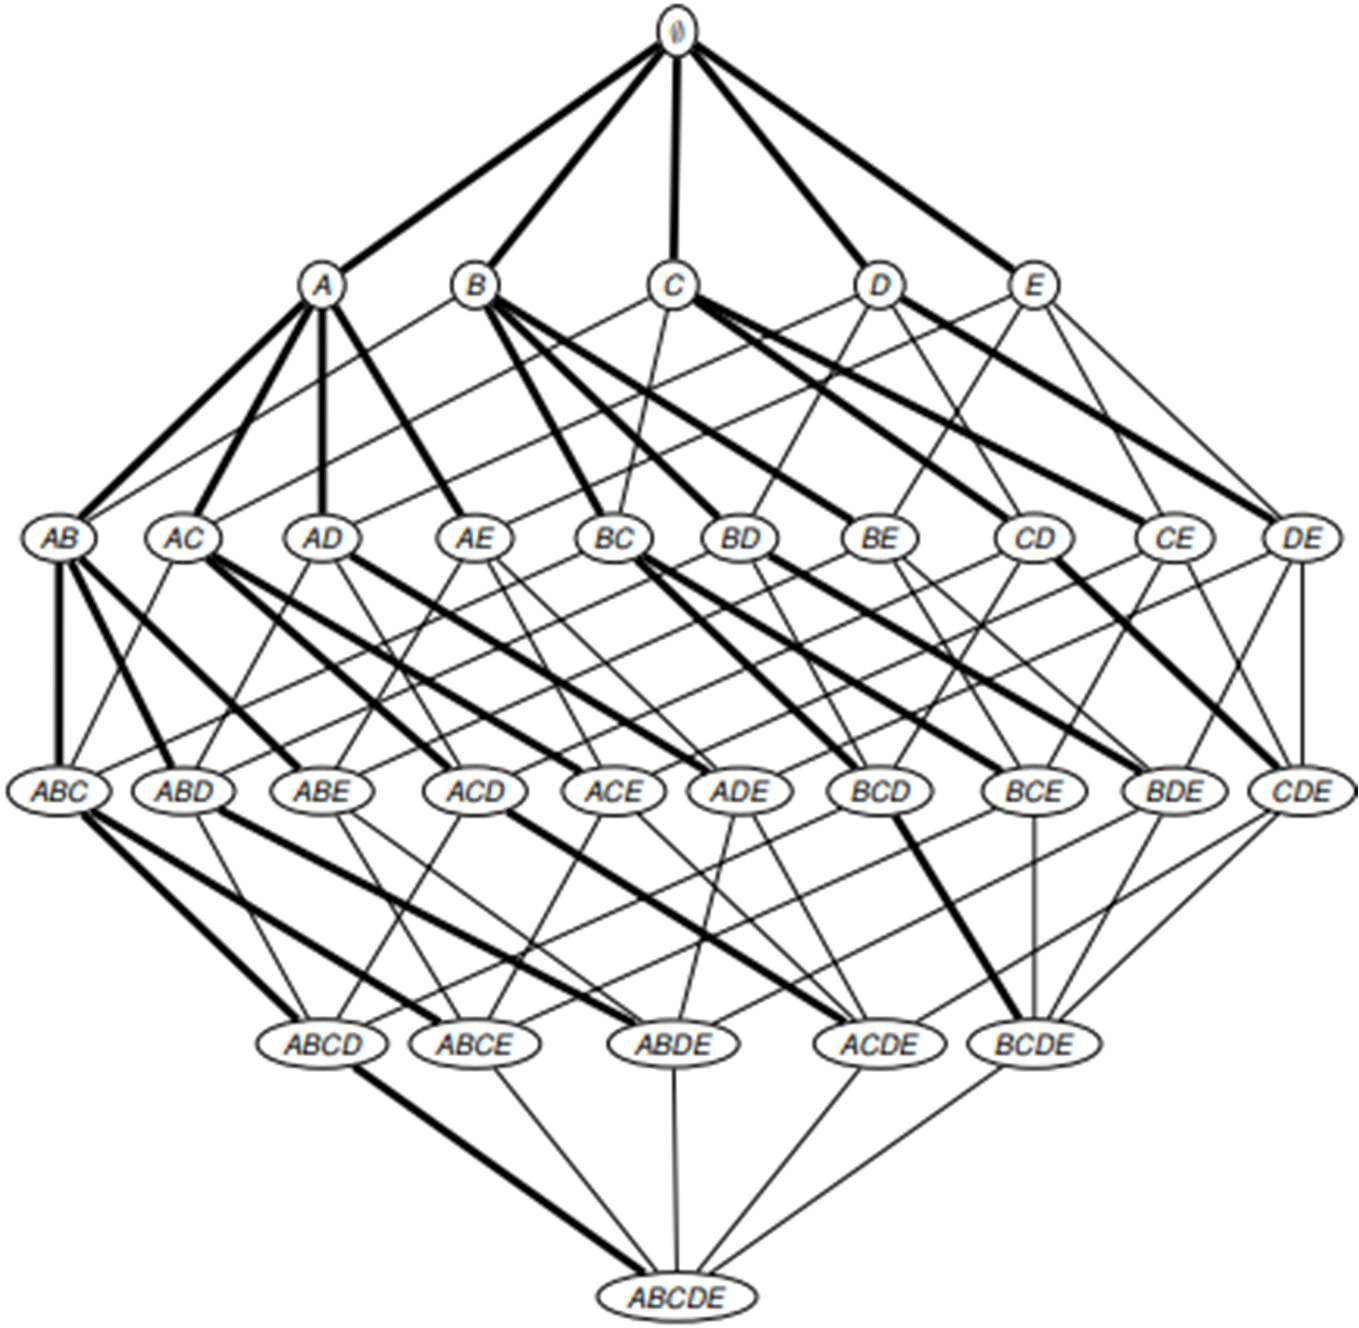 ∅
A B C D E
AB AC AD AE BC BD BE CD CE DE
ABC ABD ABE ACD ACE ADE BCD BCE BDE CDE
ABCD ABCE ABDE ACDE BCDE
ABCDE